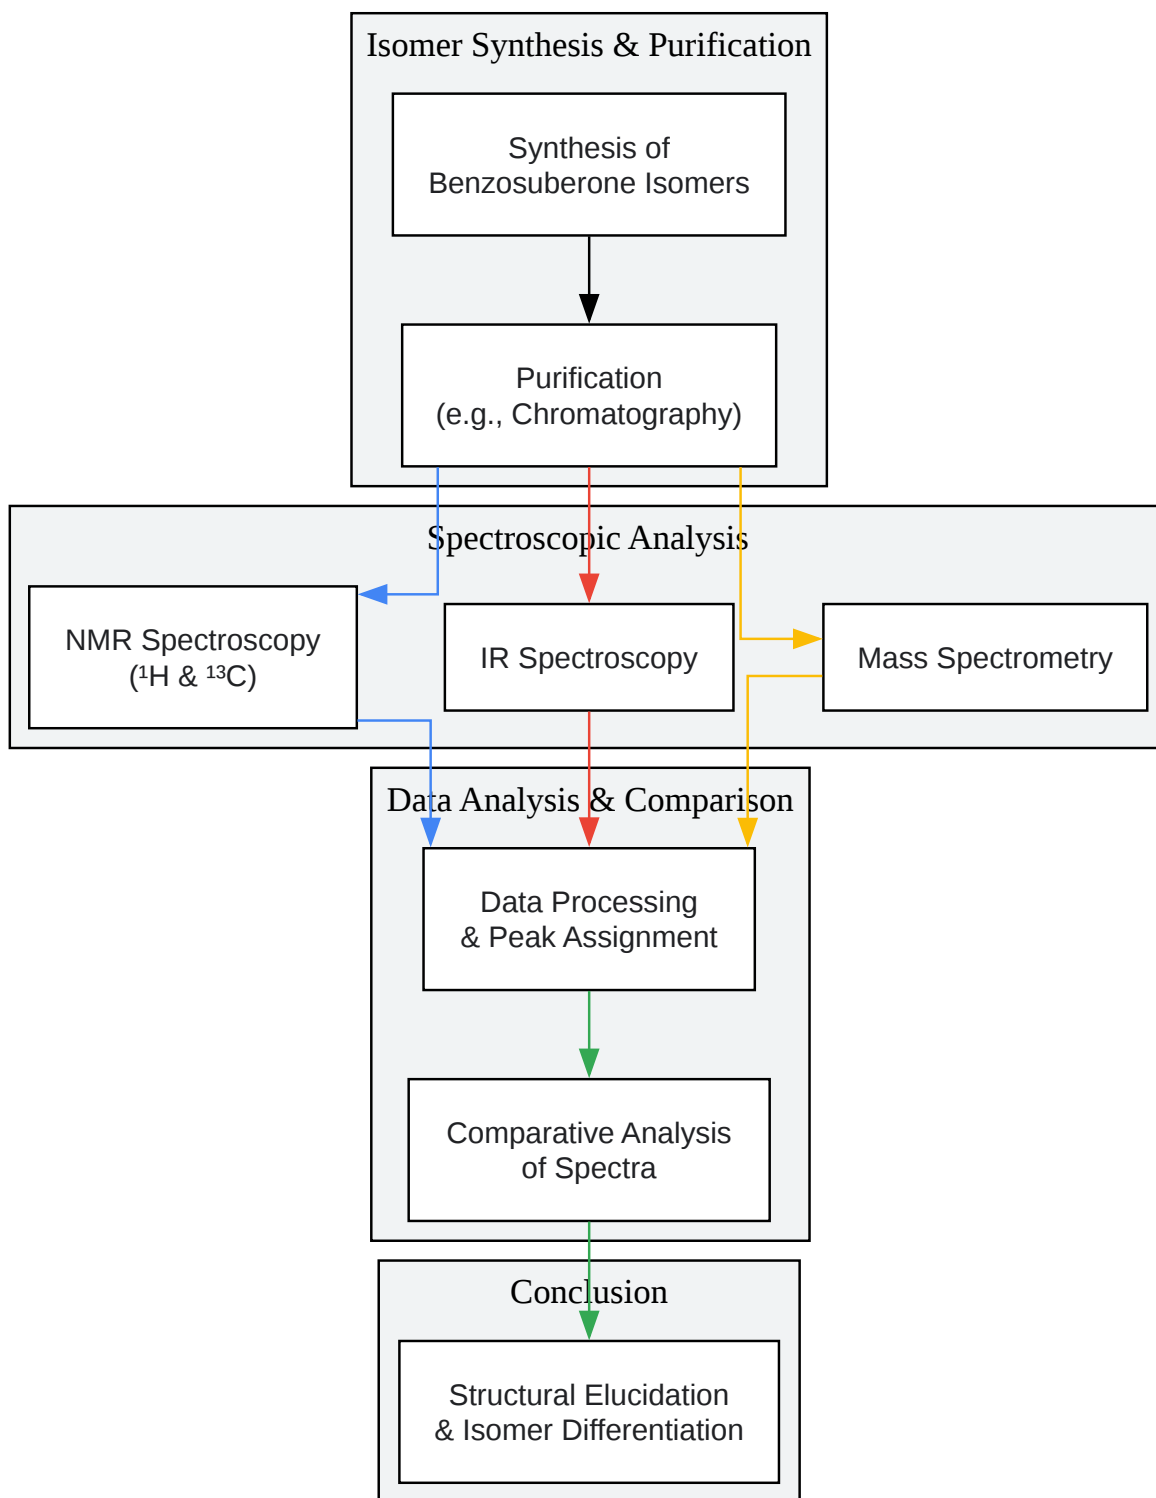 Isomer Synthesis & Purification
Synthesis of
Benzosuberone Isomers
Purification
(e.g., Chromatography)
Spectroscopic Analysis
NMR Spectroscopy
(¹H & ¹³C)
IR Spectroscopy
Mass Spectrometry
Data Analysis & Comparison
Data Processing
& Peak Assignment
Comparative Analysis
of Spectra
Conclusion
Structural Elucidation
& Isomer Differentiation